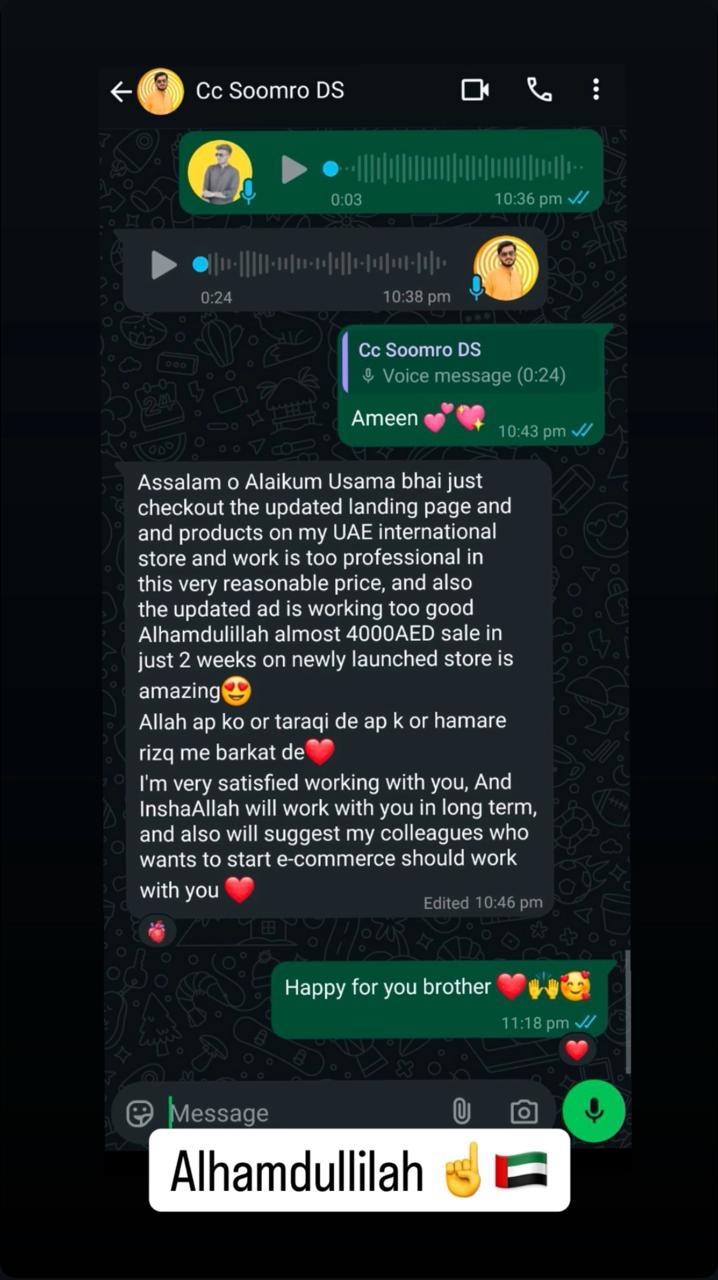 Cc Soomro DS
0:03
10:36 pm
0:24
10:38 pm
Cc Soomro DS
Voice message (0:24)
Ameen 💕💖
10:43 pm
Assalam o Alaikum Usama bhai just
checkout the updated landing page and
and products on my UAE international
store and work is too professional in
this very reasonable price, and also
the updated ad is working too good
Alhamdulillah almost 4000AED sale in
just 2 weeks on newly launched store is
amazing😍
Allah ap ko or taraqi de ap k or hamare
rizq me barkat de❤️
I'm very satisfied working with you, And
InshaAllah will work with you in long term,
and also will suggest my colleagues who
wants to start e-commerce should work
with you ❤️
Edited 10:46 pm
Happy for you brother ❤️🙌🥰
11:18 pm
Message
Alhamdullilah ☝️🇦🇪